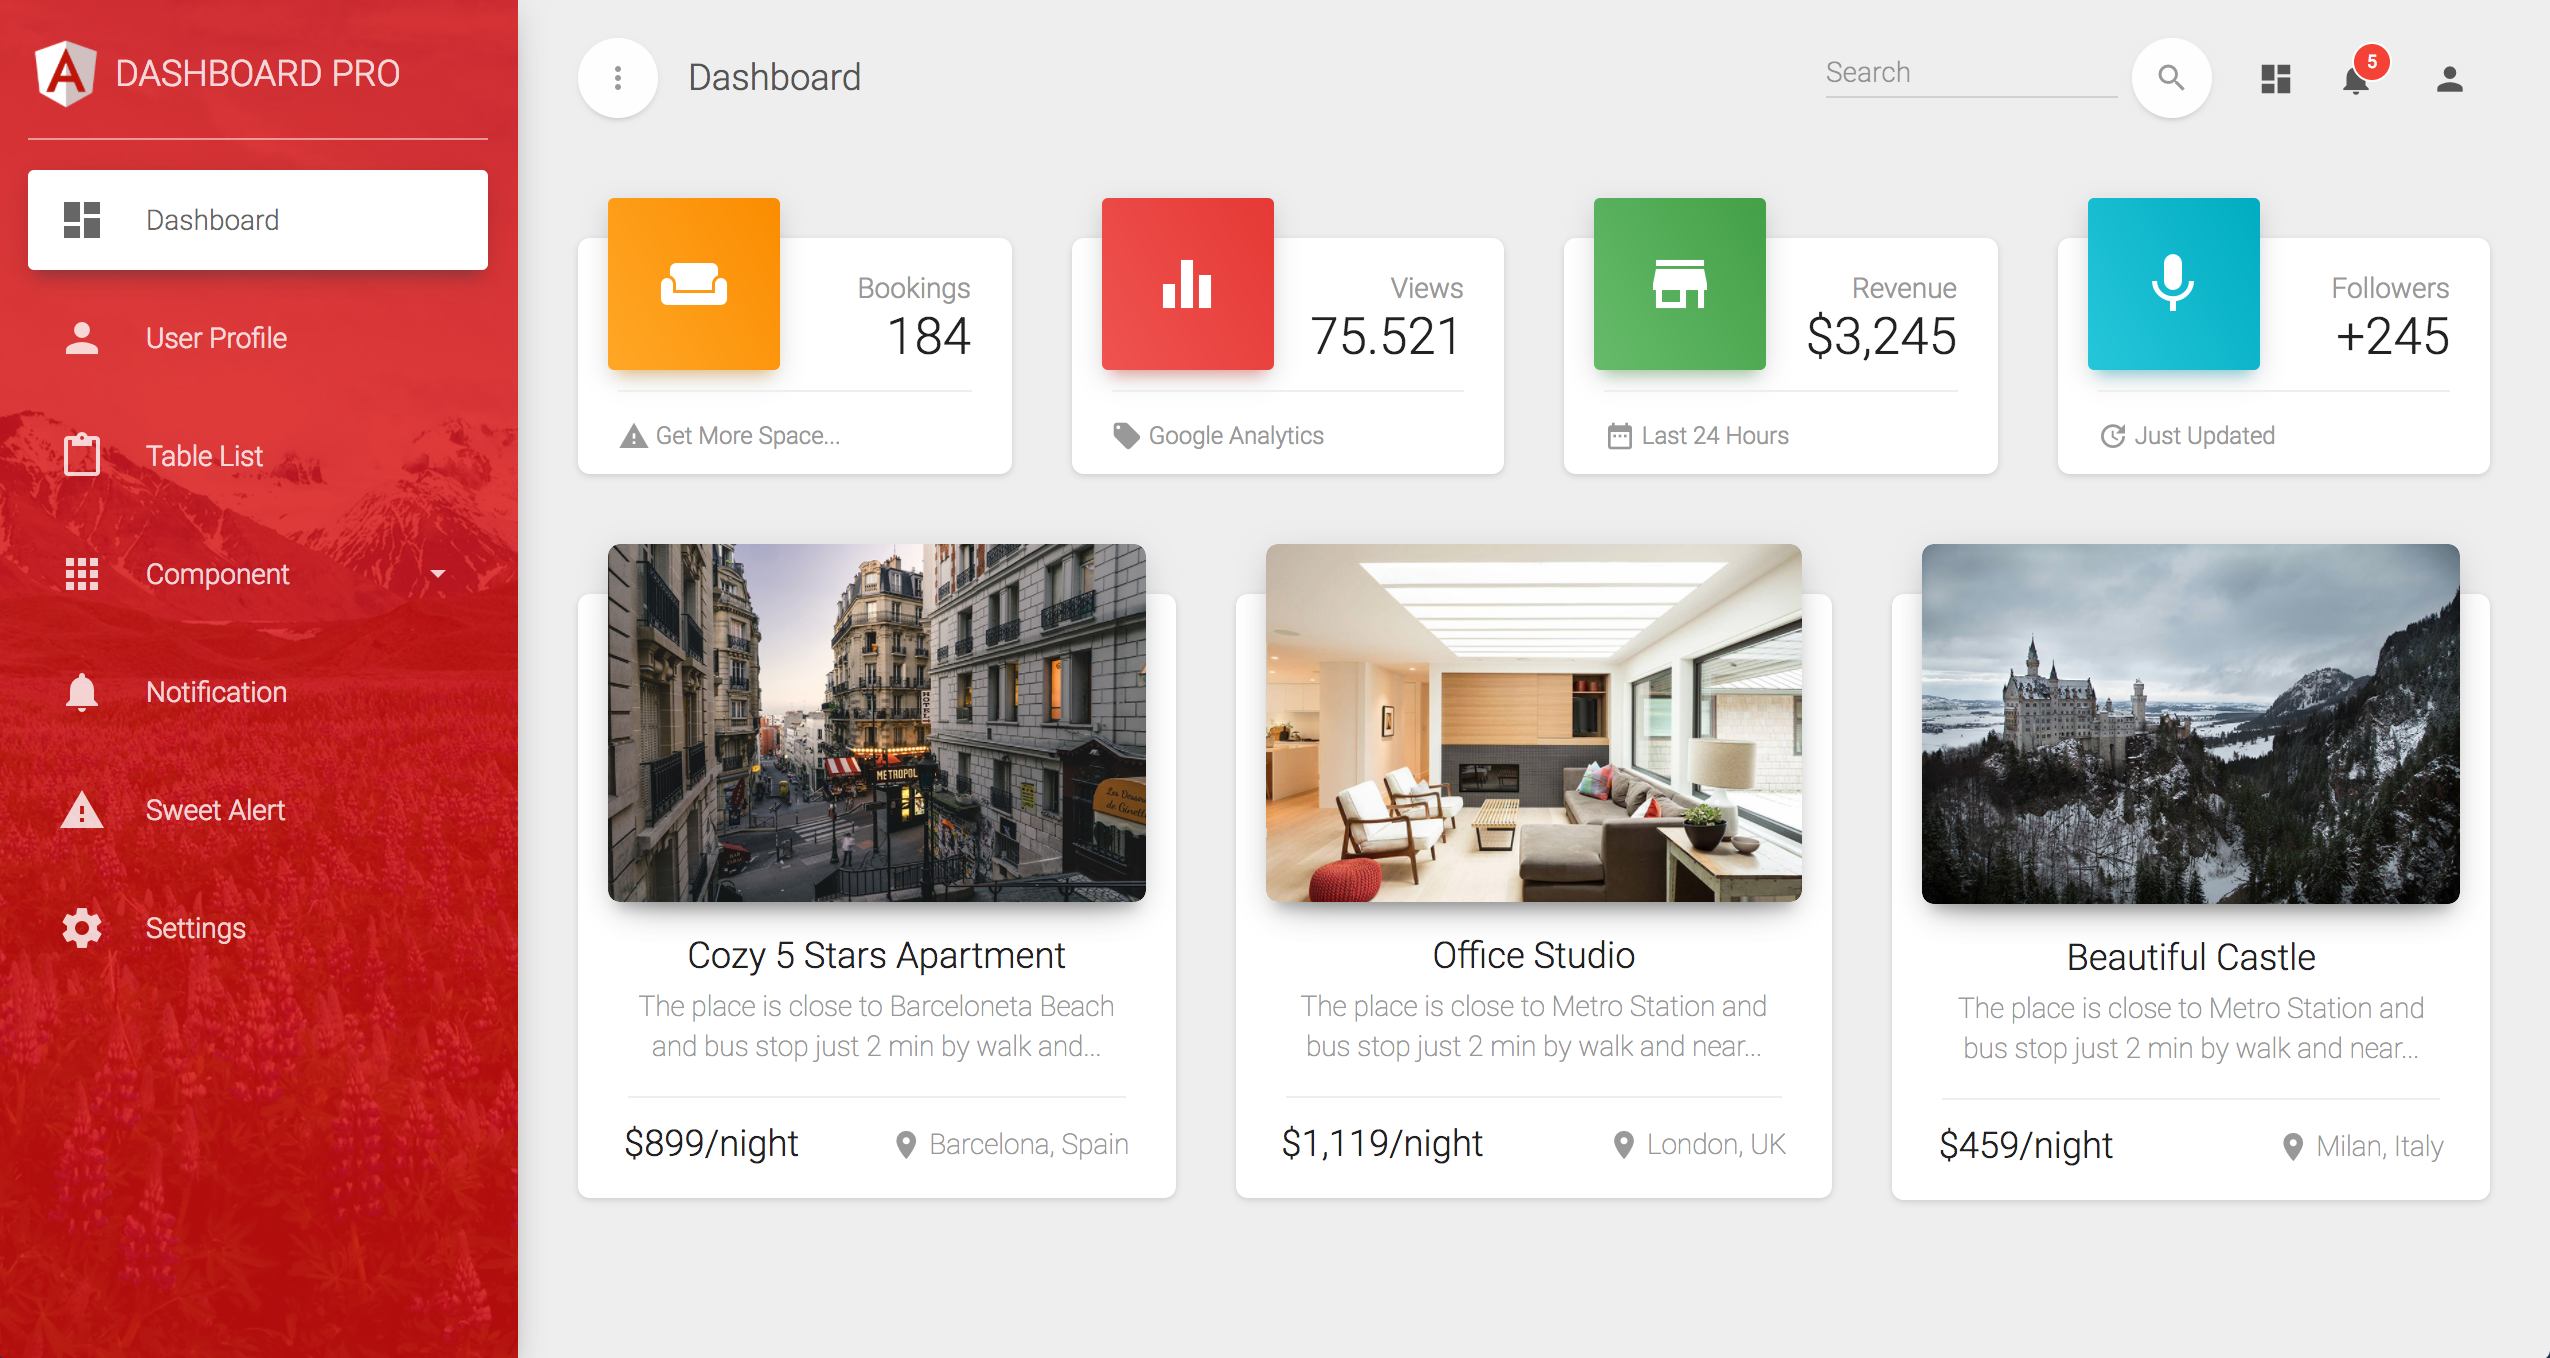 DASHBOARD PRO
Dashboard
User Profile
Table List
Component
Notification
Sweet Alert
Settings
Dashboard
Search
5
Bookings
184
Get More Space...
Views
75.521
Google Analytics
Revenue
$3,245
Last 24 Hours
Followers
+245
Just Updated
HOTEL
METROPOL
Cozy 5 Stars Apartment
The place is close to Barceloneta Beach
and bus stop just 2 min by walk and...
$899/night
Barcelona, Spain
Office Studio
The place is close to Metro Station and
bus stop just 2 min by walk and near...
$1,119/night
London, UK
Beautiful Castle
The place is close to Metro Station and
bus stop just 2 min by walk and near...
$459/night
Milan, Italy